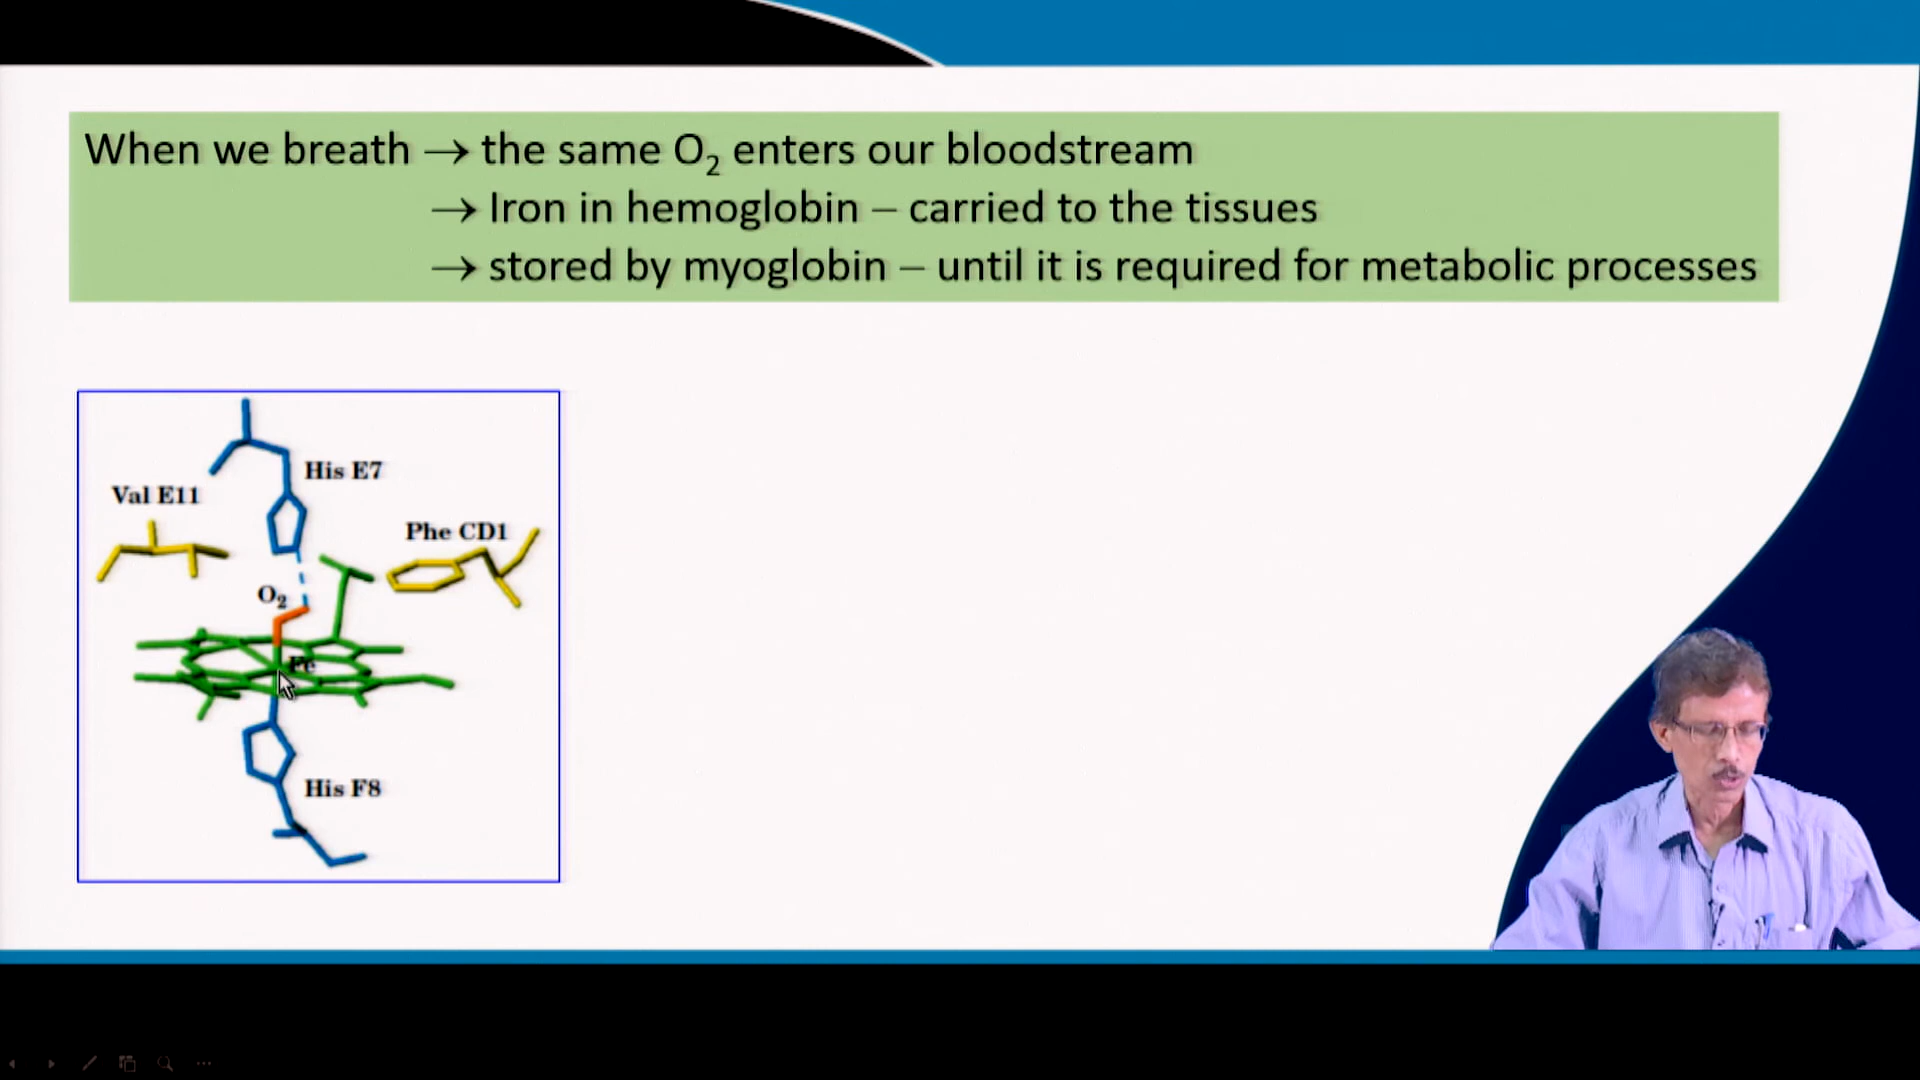 When we breath → the same O₂ enters our bloodstream
→ Iron in hemoglobin – carried to the tissues
→ stored by myoglobin – until it is required for metabolic processes
His E7
Val E11
Phe CD1
O₂
Fe
His F8